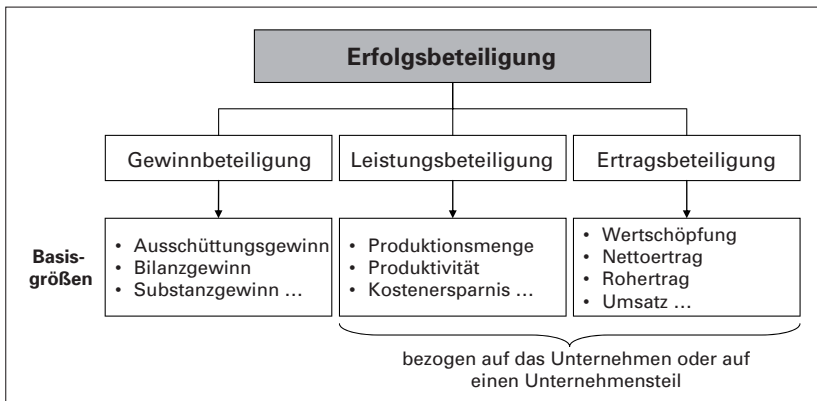 Erfolgsbeteiligung
Gewinnbeteiligung
Leistungsbeteiligung
Ertragsbeteiligung
Basis-
größen
• Ausschüttungsgewinn
• Bilanzgewinn
• Substanzgewinn ...
• Produktionsmenge
• Produktivität
• Kostenersparnis ...
• Wertschöpfung
• Nettoertrag
• Rohertrag
• Umsatz ...
bezogen auf das Unternehmen oder auf
einen Unternehmensteil